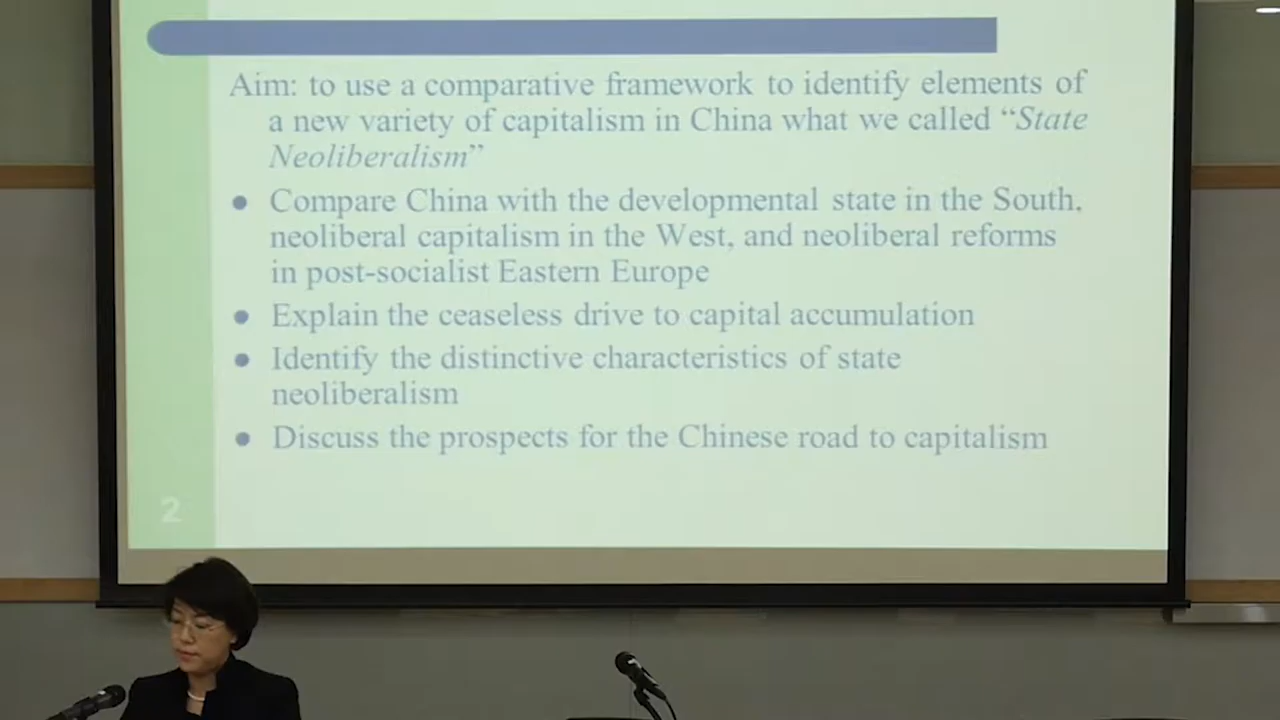 Aim: to use a comparative framework to identify elements of
a new variety of capitalism in China what we called “State
Neoliberalism”
● Compare China with the developmental state in the South,
neoliberal capitalism in the West, and neoliberal reforms
in post-socialist Eastern Europe
● Explain the ceaseless drive to capital accumulation
● Identify the distinctive characteristics of state
neoliberalism
● Discuss the prospects for the Chinese road to capitalism
2